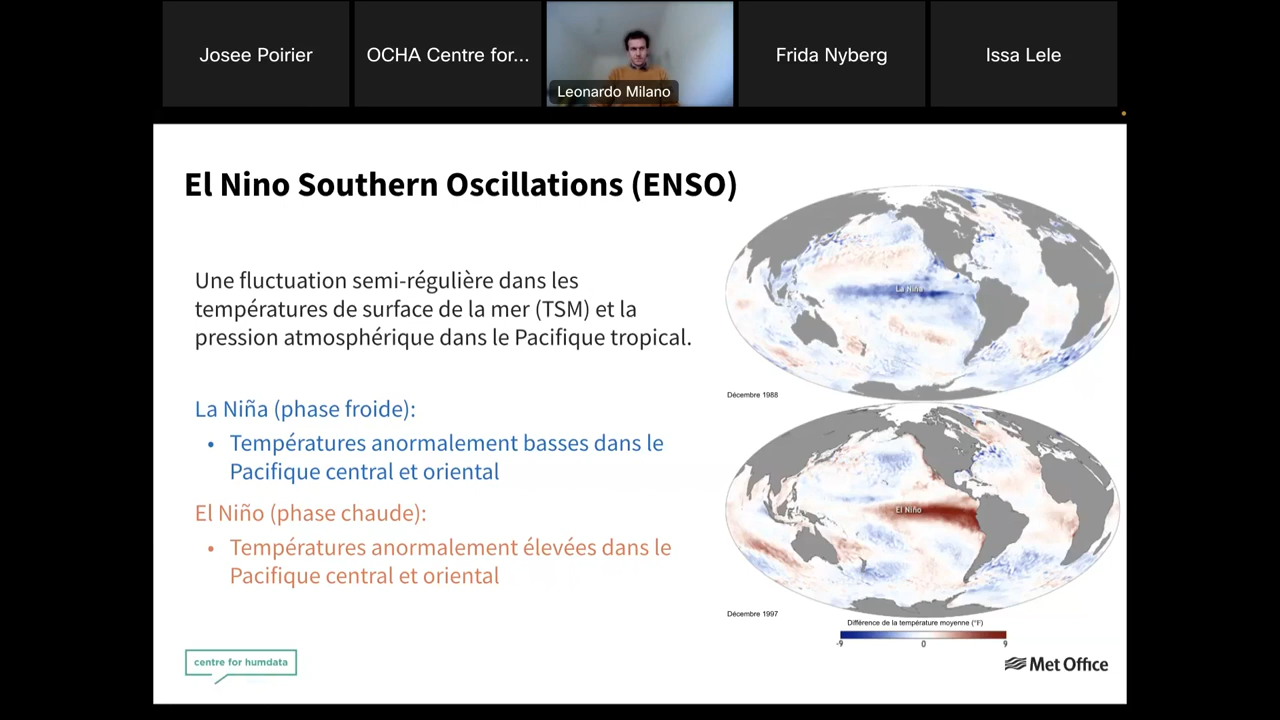 Josee Poirier
OCHA Centre for...
Leonardo Milano
Frida Nyberg
Issa Lele
El Nino Southern Oscillations (ENSO)
Une fluctuation semi-régulière dans les
températures de surface de la mer (TSM) et la
pression atmosphérique dans le Pacifique tropical.
La Niña (phase froide):
• Températures anormalement basses dans le
Pacifique central et oriental
El Niño (phase chaude):
• Températures anormalement élevées dans le
Pacifique central et oriental
La Niña
Décembre 1988
El Niño
Décembre 1997
Différence de la température moyenne (°F)
-9 0 9
centre for humdata
Met Office